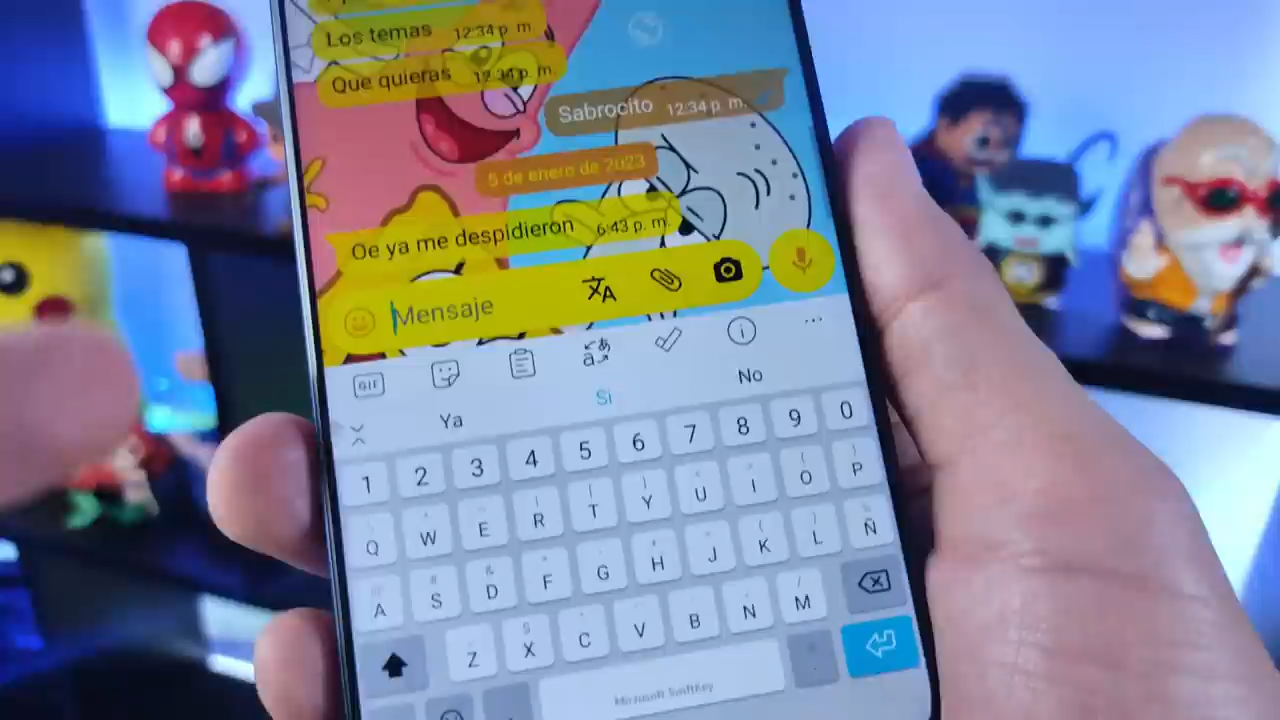 Los temas 12:34 p. m.
Que quieras 12:34 p. m.
Sabrocito 12:34 p. m.
5 de enero de 2023
Oe ya me despidieron 6:43 p. m.
Mensaje
GIF
Ya Si No
1 2 3 4 5 6 7 8 9 0
Q W E R T Y U I O P
A S D F G H J K L Ñ
Z X C V B N M
Microsoft SwiftKey